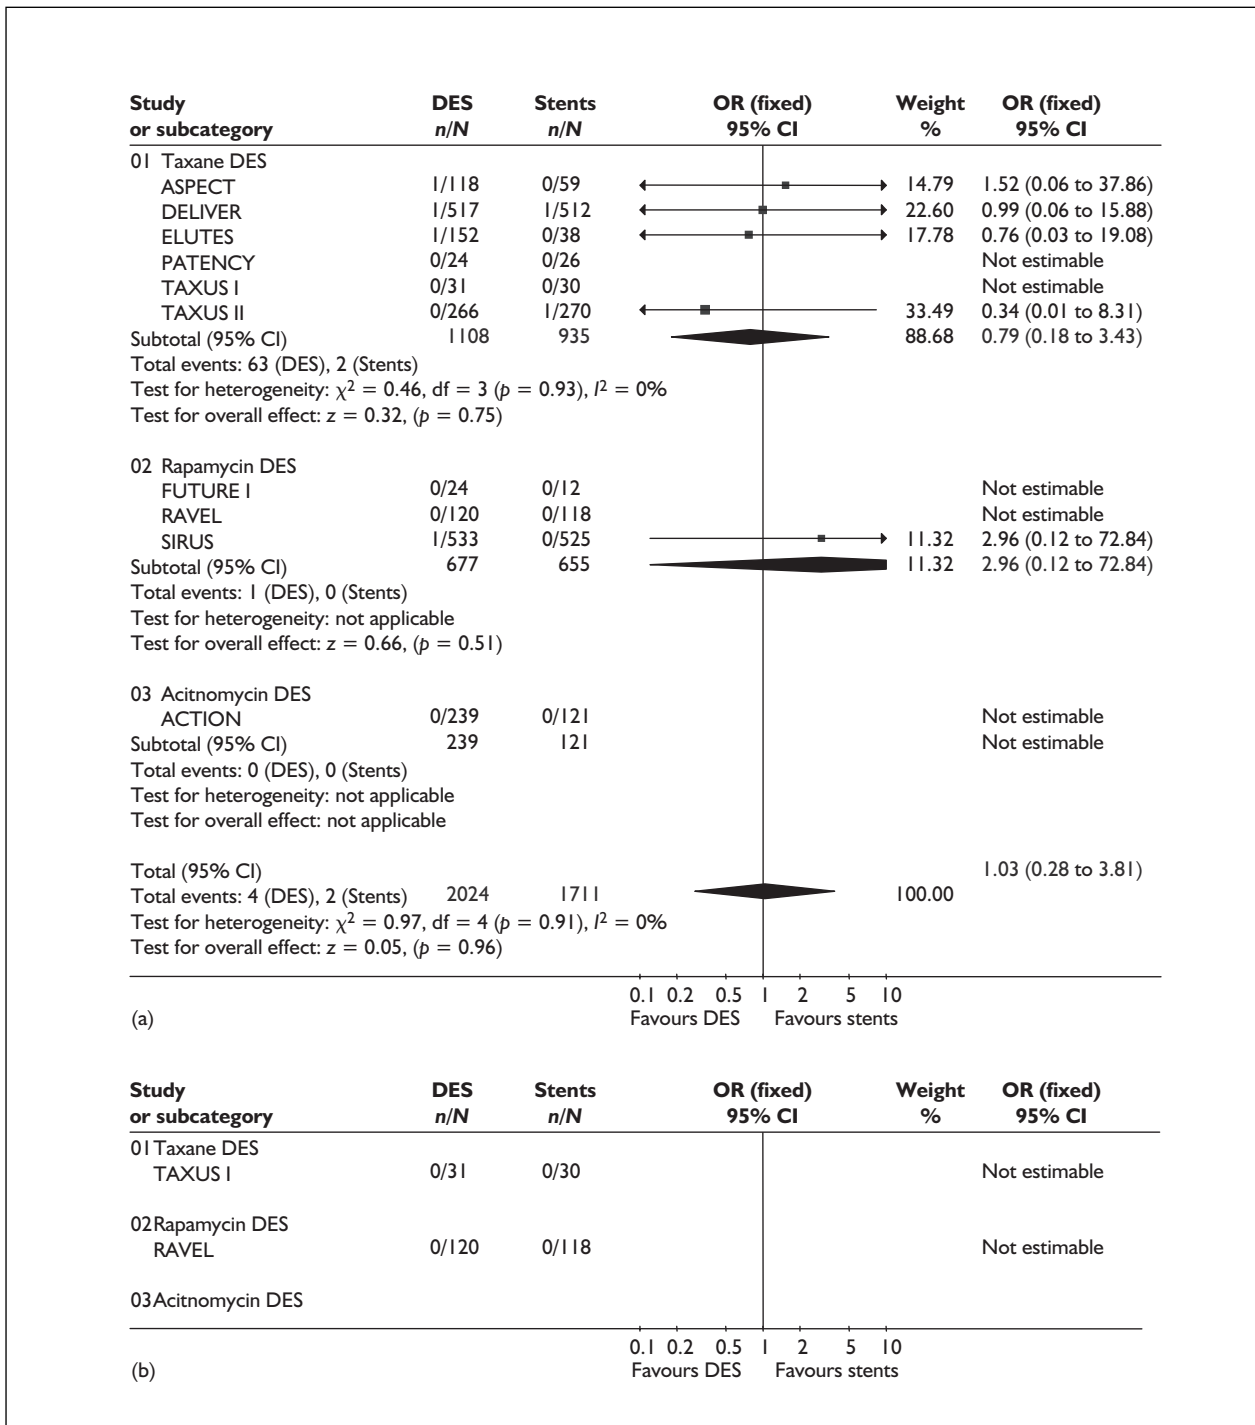 Study DES Stents OR (fixed) Weight OR (fixed)
or subcategory n/N n/N 95% CI % 95% CI
01 Taxane DES
ASPECT 1/118 0/59 14.79 1.52 (0.06 to 37.86)
DELIVER 1/517 1/512 22.60 0.99 (0.06 to 15.88)
ELUTES 1/152 0/38 17.78 0.76 (0.03 to 19.08)
PATENCY 0/24 0/26 Not estimable
TAXUS I 0/31 0/30 Not estimable
TAXUS II 0/266 1/270 33.49 0.34 (0.01 to 8.31)
Subtotal (95% CI) 1108 935 88.68 0.79 (0.18 to 3.43)
Total events: 63 (DES), 2 (Stents)
Test for heterogeneity: χ² = 0.46, df = 3 (p = 0.93), I² = 0%
Test for overall effect: z = 0.32, (p = 0.75)
02 Rapamycin DES
FUTURE I 0/24 0/12 Not estimable
RAVEL 0/120 0/118 Not estimable
SIRUS 1/533 0/525 11.32 2.96 (0.12 to 72.84)
Subtotal (95% CI) 677 655 11.32 2.96 (0.12 to 72.84)
Total events: 1 (DES), 0 (Stents)
Test for heterogeneity: not applicable
Test for overall effect: z = 0.66, (p = 0.51)
03 Acitnomycin DES
ACTION 0/239 0/121 Not estimable
Subtotal (95% CI) 239 121 Not estimable
Total events: 0 (DES), 0 (Stents)
Test for heterogeneity: not applicable
Test for overall effect: not applicable
Total (95% CI) 1.03 (0.28 to 3.81)
Total events: 4 (DES), 2 (Stents) 2024 1711 100.00
Test for heterogeneity: χ² = 0.97, df = 4 (p = 0.91), I² = 0%
Test for overall effect: z = 0.05, (p = 0.96)
0.1 0.2 0.5 1 2 5 10
(a) Favours DES Favours stents
Study DES Stents OR (fixed) Weight OR (fixed)
or subcategory n/N n/N 95% CI % 95% CI
01 Taxane DES
TAXUS I 0/31 0/30 Not estimable
02 Rapamycin DES
RAVEL 0/120 0/118 Not estimable
03 Acitnomycin DES
0.1 0.2 0.5 1 2 5 10
(b) Favours DES Favours stents